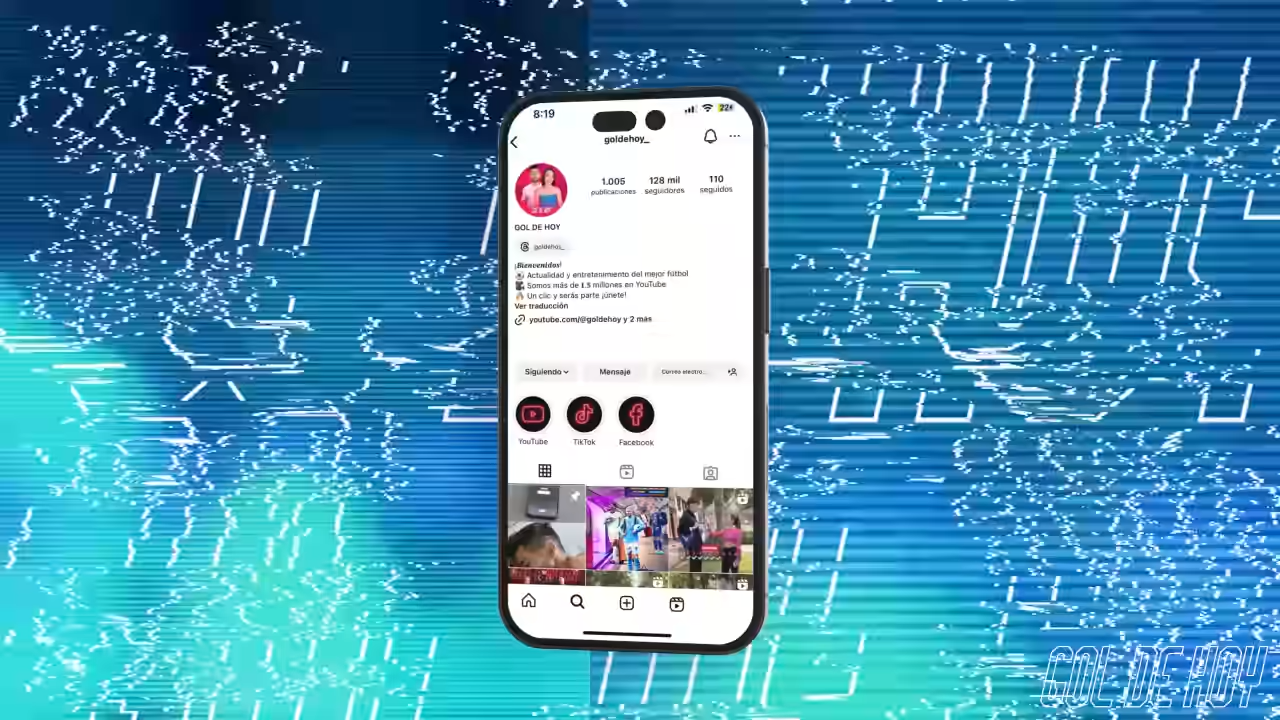 8:19
22
goldehoy_
1.005
publicaciones
128 mil
seguidores
110
seguidos
GOL DE HOY
goldehoy_
¡Bienvenidos!
Actualidad y entretenimiento del mejor fútbol
Somos más de 1.5 millones en YouTube
Un clic y serás parte ¡únete!
Ver traducción
youtube.com/@goldehoy y 2 más
Siguiendo
Mensaje
Correo electró...
YouTube
TikTok
Facebook
GOL DE HOY